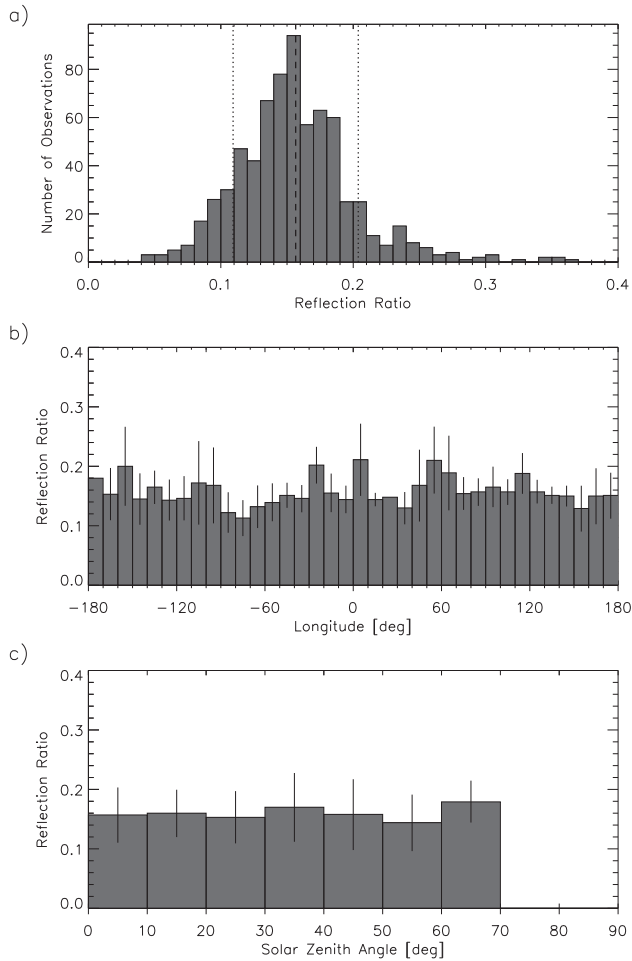 a)
Number of Observations
80
60
40
20
0
0.0 0.1 0.2 0.3 0.4
Reflection Ratio
b)
Reflection Ratio
0.4
0.3
0.2
0.1
0.0
−180 −120 −60 0 60 120 180
Longitude [deg]
c)
Reflection Ratio
0.4
0.3
0.2
0.1
0.0
0 10 20 30 40 50 60 70 80 90
Solar Zenith Angle [deg]